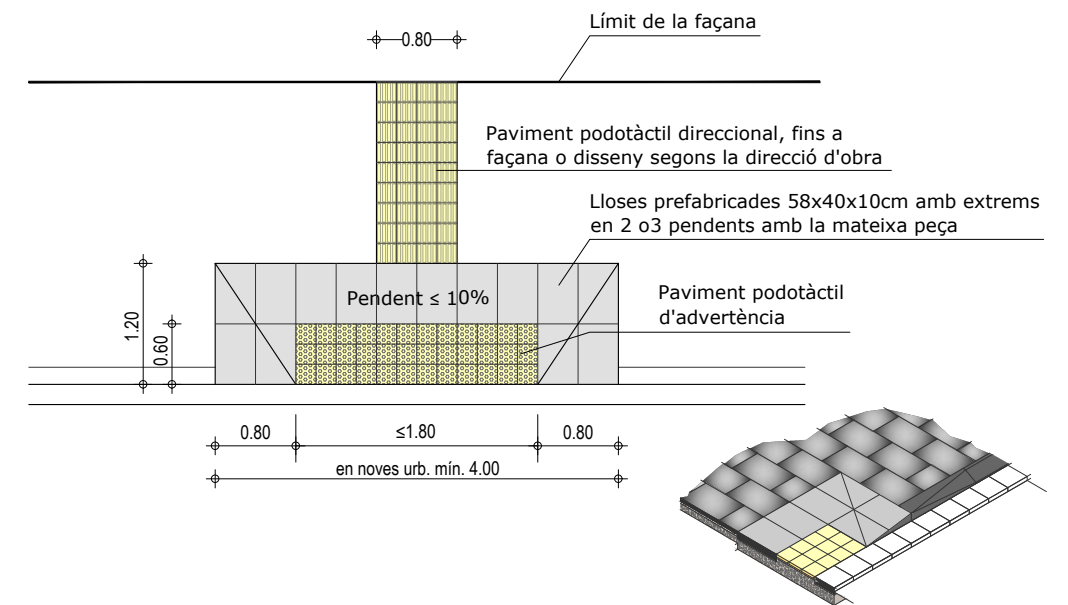 0.80
Límit de la façana
Paviment podotàctil direccional, fins a
façana o disseny segons la direcció d'obra
Lloses prefabricades 58x40x10cm amb extrems
en 2 o3 pendents amb la mateixa peça
Pendent ≤ 10%
Paviment podotàctil
d'advertència
1.20
0.60
0.80
≤1.80
0.80
en noves urb. mín. 4.00